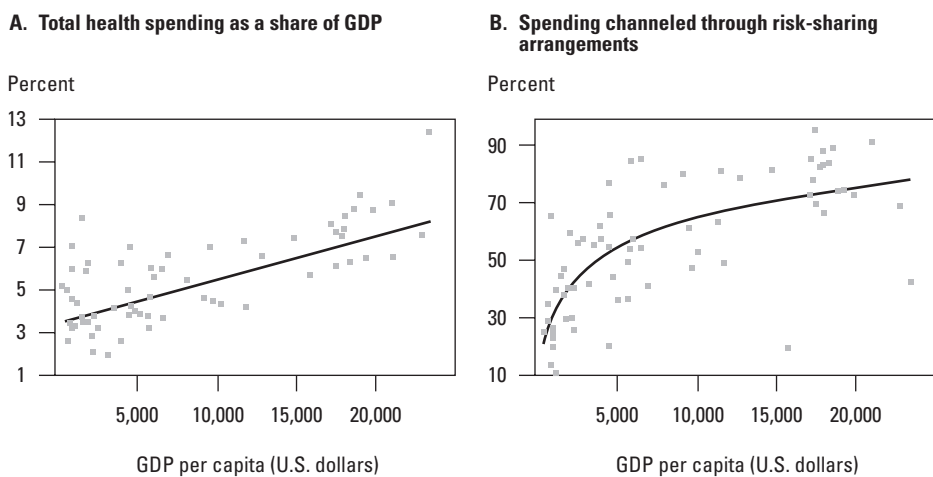 A. Total health spending as a share of GDP
Percent
13
11
9
7
5
3
1
5,000 10,000 15,000 20,000
GDP per capita (U.S. dollars)
B. Spending channeled through risk-sharing
arrangements
Percent
90
70
50
30
10
5,000 10,000 15,000 20,000
GDP per capita (U.S. dollars)